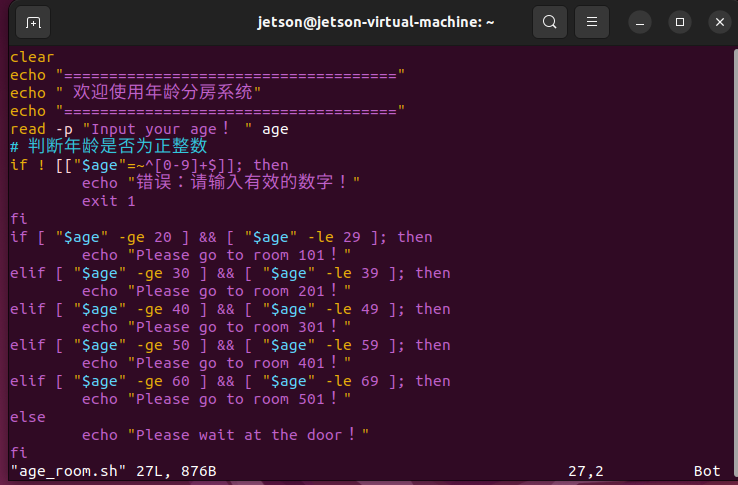 jetson@jetson-virtual-machine: ~
clear
echo "====================================="
echo " 欢迎使用年龄分房系统"
echo "====================================="
read -p "Input your age！ " age
# 判断年龄是否为正整数
if ! [["$age"=~^[0-9]+$]]; then
        echo "错误：请输入有效的数字！"
        exit 1
fi
if [ "$age" -ge 20 ] && [ "$age" -le 29 ]; then
        echo "Please go to room 101！"
elif [ "$age" -ge 30 ] && [ "$age" -le 39 ]; then
        echo "Please go to room 201！"
elif [ "$age" -ge 40 ] && [ "$age" -le 49 ]; then
        echo "Please go to room 301！"
elif [ "$age" -ge 50 ] && [ "$age" -le 59 ]; then
        echo "Please go to room 401！"
elif [ "$age" -ge 60 ] && [ "$age" -le 69 ]; then
        echo "Please go to room 501！"
else
        echo "Please wait at the door！"
fi
"age_room.sh" 27L, 876B                                       27,2          Bot